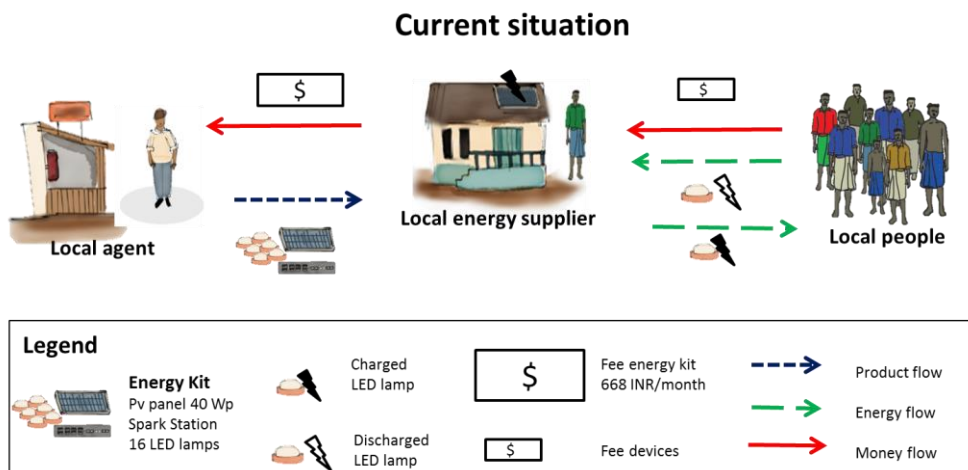 Current situation
$
$
Local agent
Local energy supplier
Local people
Legend
Energy Kit
Pv panel 40 Wp
Spark Station
16 LED lamps
Charged
LED lamp
Discharged
LED lamp
$
Fee energy kit
668 INR/month
$
Fee devices
Product flow
Energy flow
Money flow